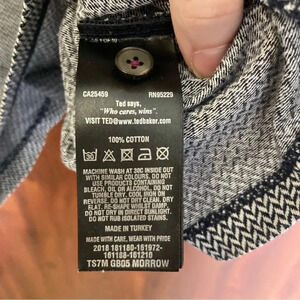 CA25459 RN95229
Ted says,
"Who cares, wins".
VISIT TED@www.tedbaker.com
100% COTTON
MACHINE WASH AT 30C INSIDE OUT
WITH SIMILAR COLOURS. DO NOT
USE PRODUCTS CONTAINING
BLEACH, OIL OR ALCOHOL. DO NOT
TUMBLE DRY. COOL IRON ON
REVERSE. DO NOT DRY CLEAN. DRY
FLAT. RE-SHAPE WHILST DAMP. DO
NOT DRY IN DIRECT SUNLIGHT.
DO NOT RUB ISOLATED STAINS.
MADE IN TURKEY
MADE WITH CARE, WEAR WITH PRIDE
2018 181180-161972-
161188-161210
TS7M GB05 MORROW